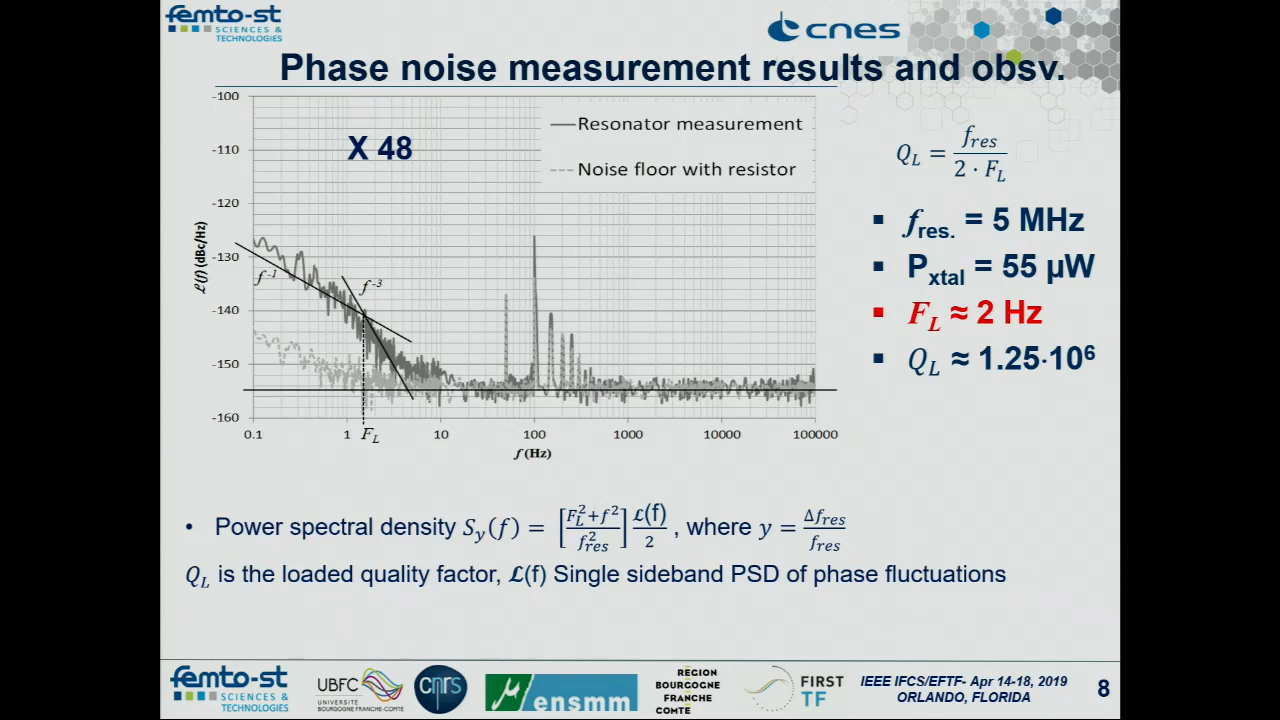 femto-st
SCIENCES &
TECHNOLOGIES
cnes
Phase noise measurement results and obsv.
X 48
Resonator measurement
Noise floor with resistor
-100
-110
-120
-130
-140
-150
-160
ℒ(f) (dBc/Hz)
f⁻¹
f⁻³
0.1 1 F_L 10 100 1000 10000 100000
f (Hz)
Q_L = f_res / (2 · F_L)
▪ f_res. = 5 MHz
▪ P_xtal = 55 µW
▪ F_L ≈ 2 Hz
▪ Q_L ≈ 1.25·10⁶
• Power spectral density S_y(f) = [(F_L² + f²) / f_res²] ℒ(f) / 2 , where y = Δf_res / f_res
Q_L is the loaded quality factor, ℒ(f) Single sideband PSD of phase fluctuations
femto-st
SCIENCES &
TECHNOLOGIES
UBFC
UNIVERSITÉ
BOURGOGNE FRANCHE-COMTÉ
cnrs
ensmm
REGION
BOURGOGNE
FRANCHE
COMTE
FIRST
TF
IEEE IFCS/EFTF- Apr 14-18, 2019
ORLANDO, FLORIDA
8